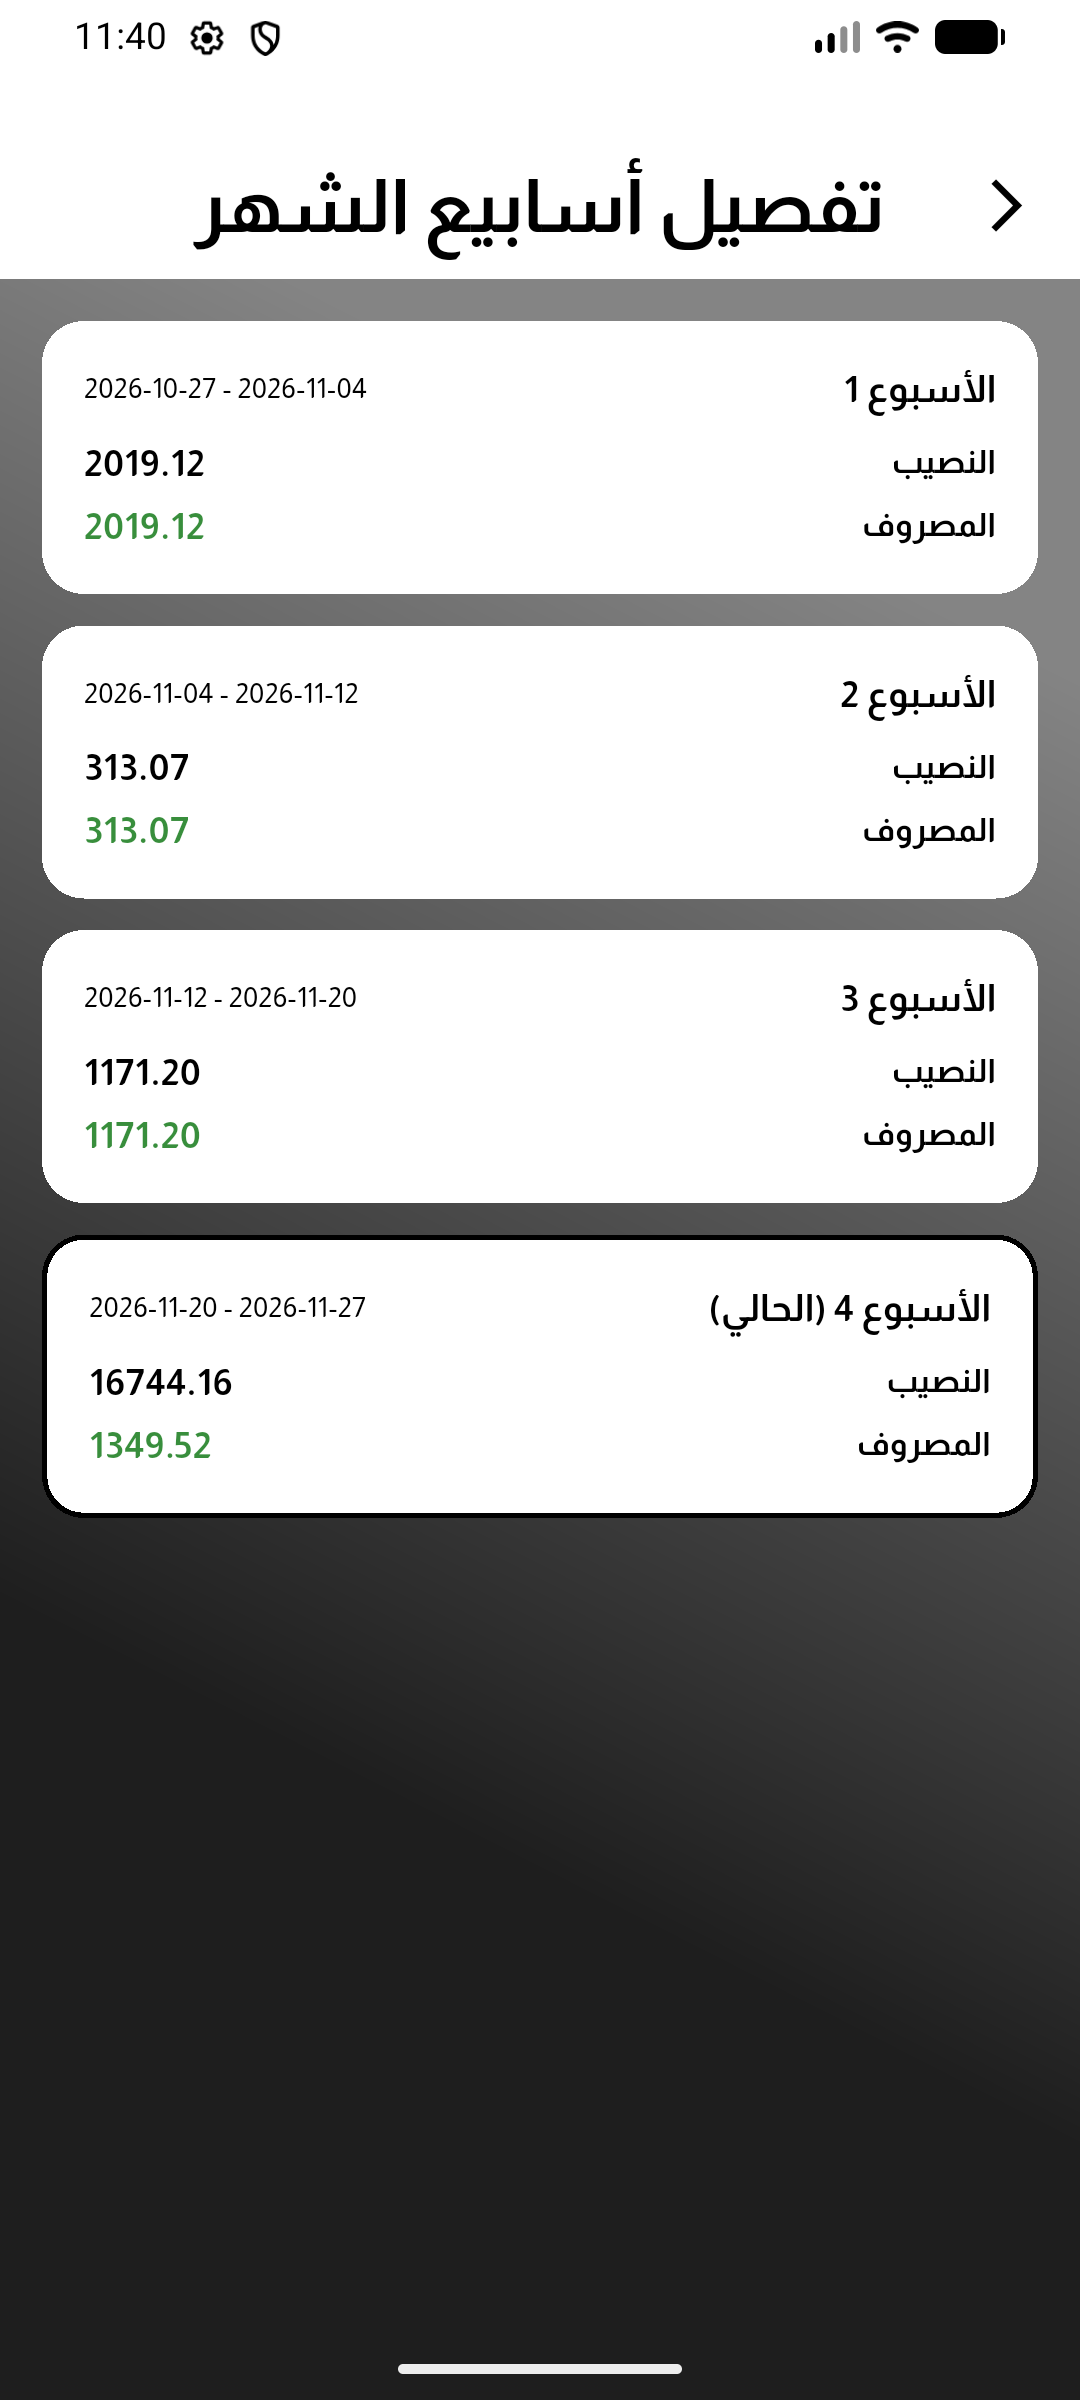 11:40
تفصيل أسابيع الشهر
الأسبوع 1
2026-10-27 - 2026-11-04
النصيب
2019.12
المصروف
2019.12
الأسبوع 2
2026-11-04 - 2026-11-12
النصيب
313.07
المصروف
313.07
الأسبوع 3
2026-11-12 - 2026-11-20
النصيب
1171.20
المصروف
1171.20
الأسبوع 4 (الحالي)
2026-11-20 - 2026-11-27
النصيب
16744.16
المصروف
1349.52